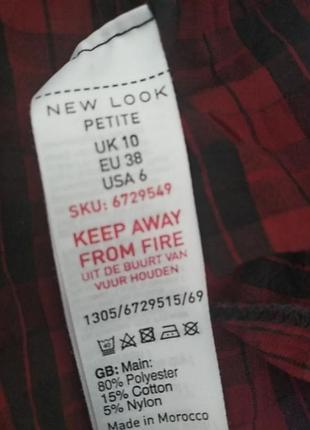 NEW LOOK
PETITE
UK 10
EU 38
USA 6
SKU: 6729549
KEEP AWAY
FROM FIRE
UIT DE BUURT VAN
VUUR HOUDEN
1305/6729515/69
GB: Main:
80% Polyester
15% Cotton
5% Nylon
Made in Morocco